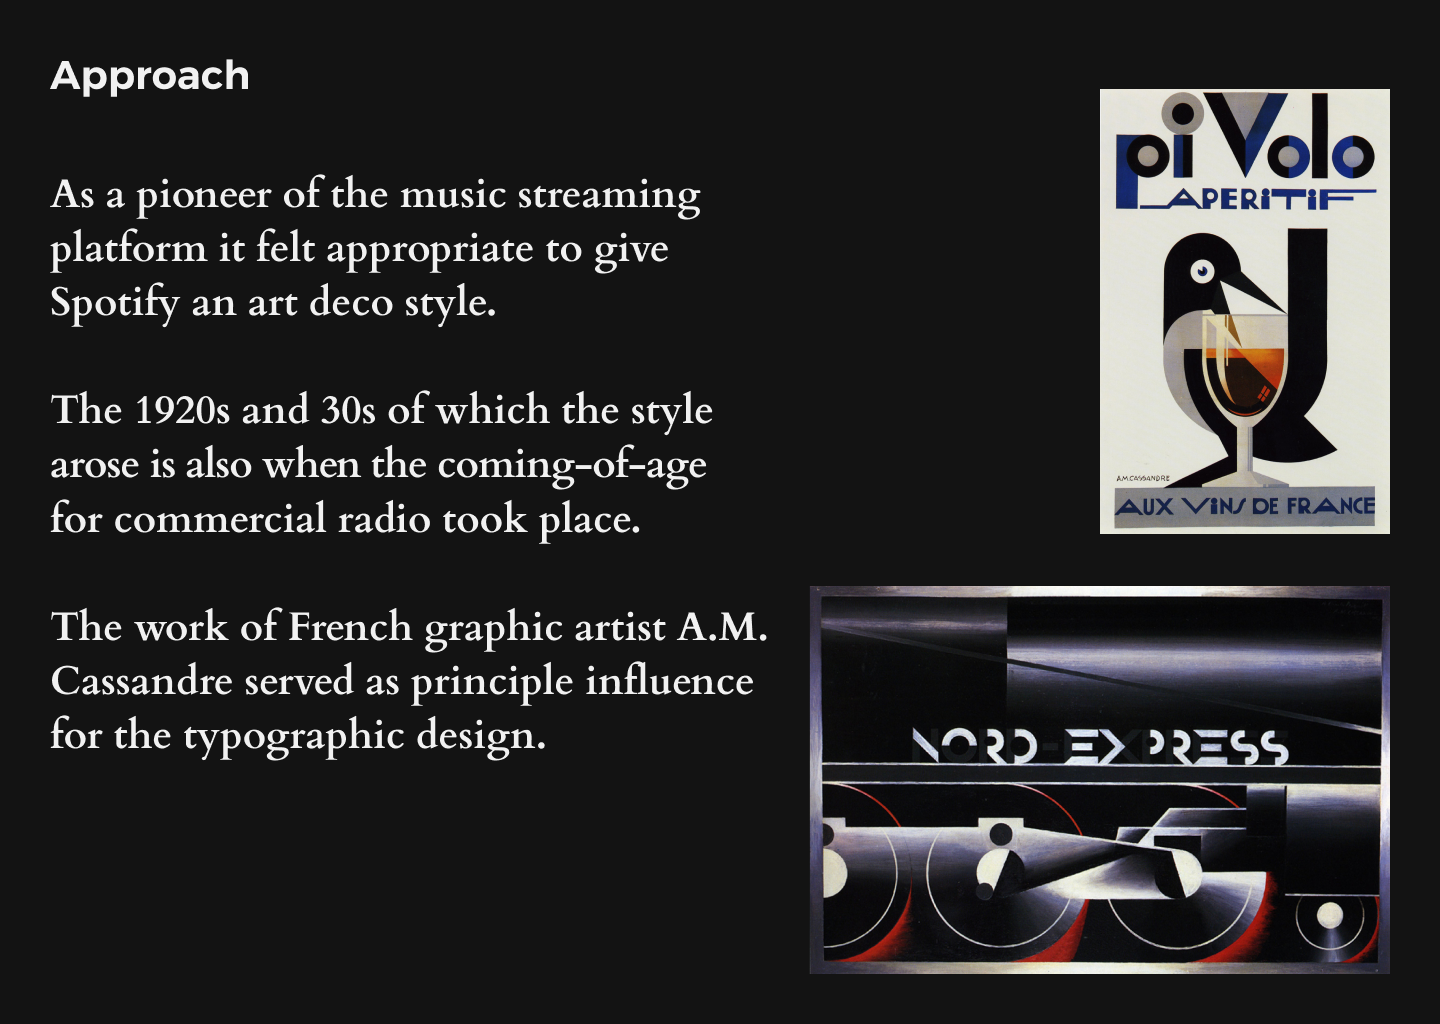 Approach
As a pioneer of the music streaming
platform it felt appropriate to give
Spotify an art deco style.
The 1920s and 30s of which the style
arose is also when the coming-of-age
for commercial radio took place.
The work of French graphic artist A.M.
Cassandre served as principle influence
for the typographic design.
pi Volo
APERiTiF
A.M.CASSANDRE
AUX ViNS DE FRANCE
NORD-EXPRESS